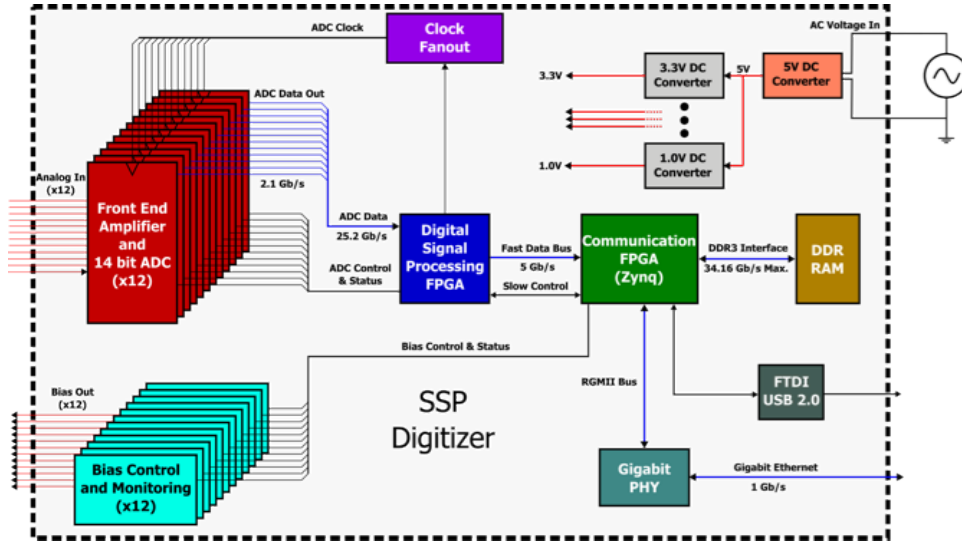 ADC Clock
Clock
Fanout
AC Voltage In
3.3V
3.3V DC
Converter
5V
5V DC
Converter
ADC Data Out
1.0V
1.0V DC
Converter
Analog In
(x12)
2.1 Gb/s
Front End
Amplifier
and
14 bit ADC
(x12)
ADC Data
25.2 Gb/s
Digital
Signal
Processing
FPGA
Fast Data Bus
5 Gb/s
Communication
FPGA
(Zynq)
DDR3 Interface
34.16 Gb/s Max.
DDR
RAM
ADC Control
& Status
Slow Control
Bias Control & Status
RGMII Bus
FTDI
USB 2.0
Bias Out
(x12)
SSP
Digitizer
Bias Control
and Monitoring
(x12)
Gigabit
PHY
Gigabit Ethernet
1 Gb/s